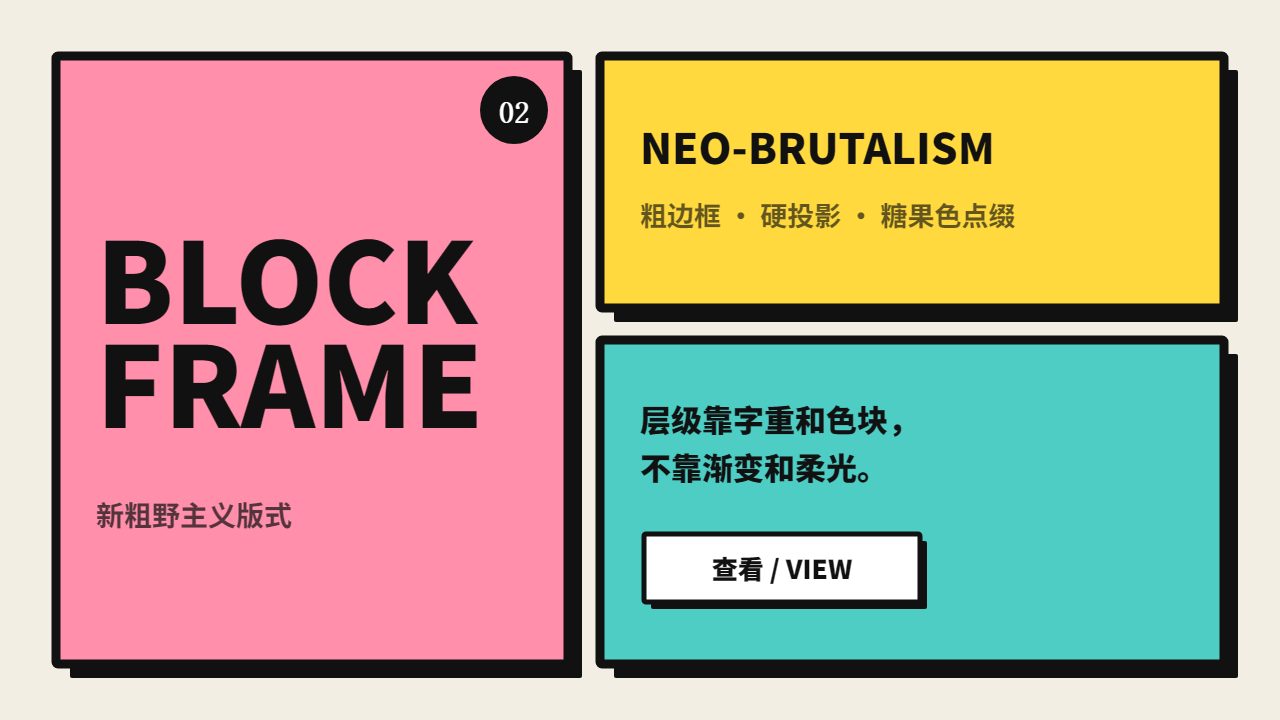 02
BLOCK
FRAME
新粗野主义版式
NEO-BRUTALISM
粗边框 · 硬投影 · 糖果色点缀
层级靠字重和色块，
不靠渐变和柔光。
查看 / VIEW